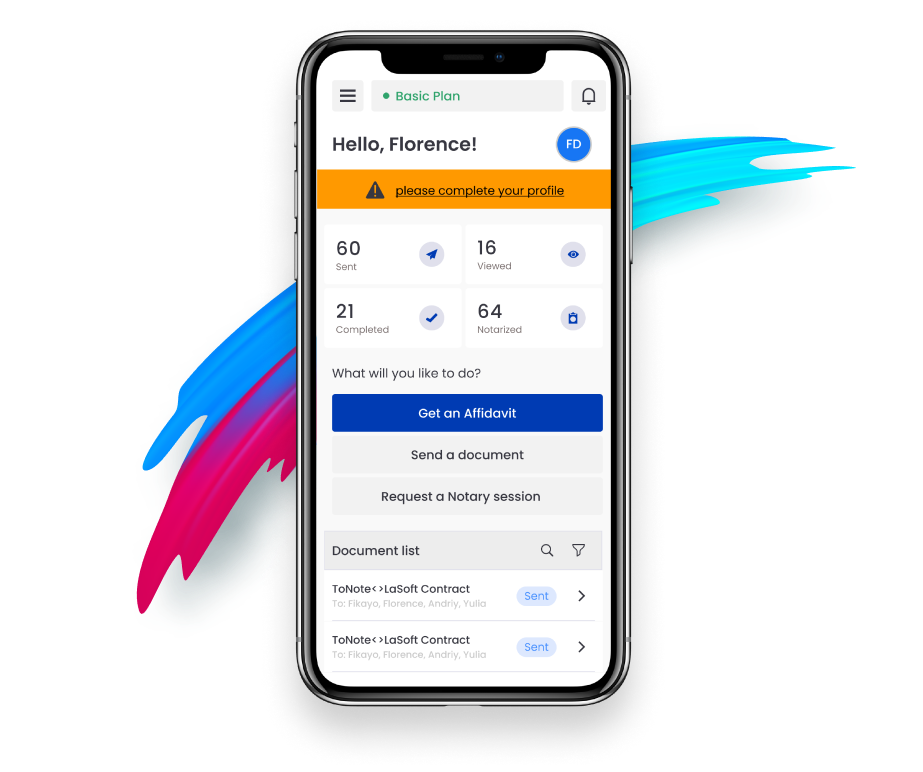 Basic Plan
Hello, Florence!
FD
please complete your profile
60
Sent
16
Viewed
21
Completed
64
Notarized
What will you like to do?
Get an Affidavit
Send a document
Request a Notary session
Document list
ToNote<>LaSoft Contract
Sent
To: Fikayo, Florence, Andriy, Yulia
ToNote<>LaSoft Contract
Sent
To: Fikayo, Florence, Andriy, Yulia